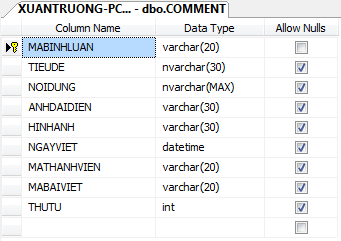 XUANTRUONG-PC... - dbo.COMMENT
Column Name Data Type Allow Nulls
MABINHLUAN varchar(20)
TIEUDE nvarchar(30)
NOIDUNG nvarchar(MAX)
ANHDAIDIEN varchar(30)
HINHANH varchar(30)
NGAYVIET datetime
MATHANHVIEN varchar(20)
MABAIVIET varchar(20)
THUTU int